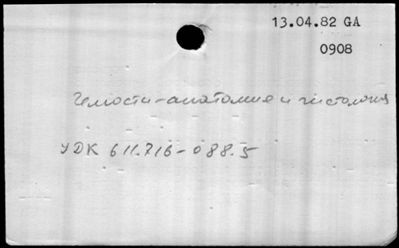 13.04.82 GA
0908
Челюсти-анатомия и гистология
УДК 611.716-088.5